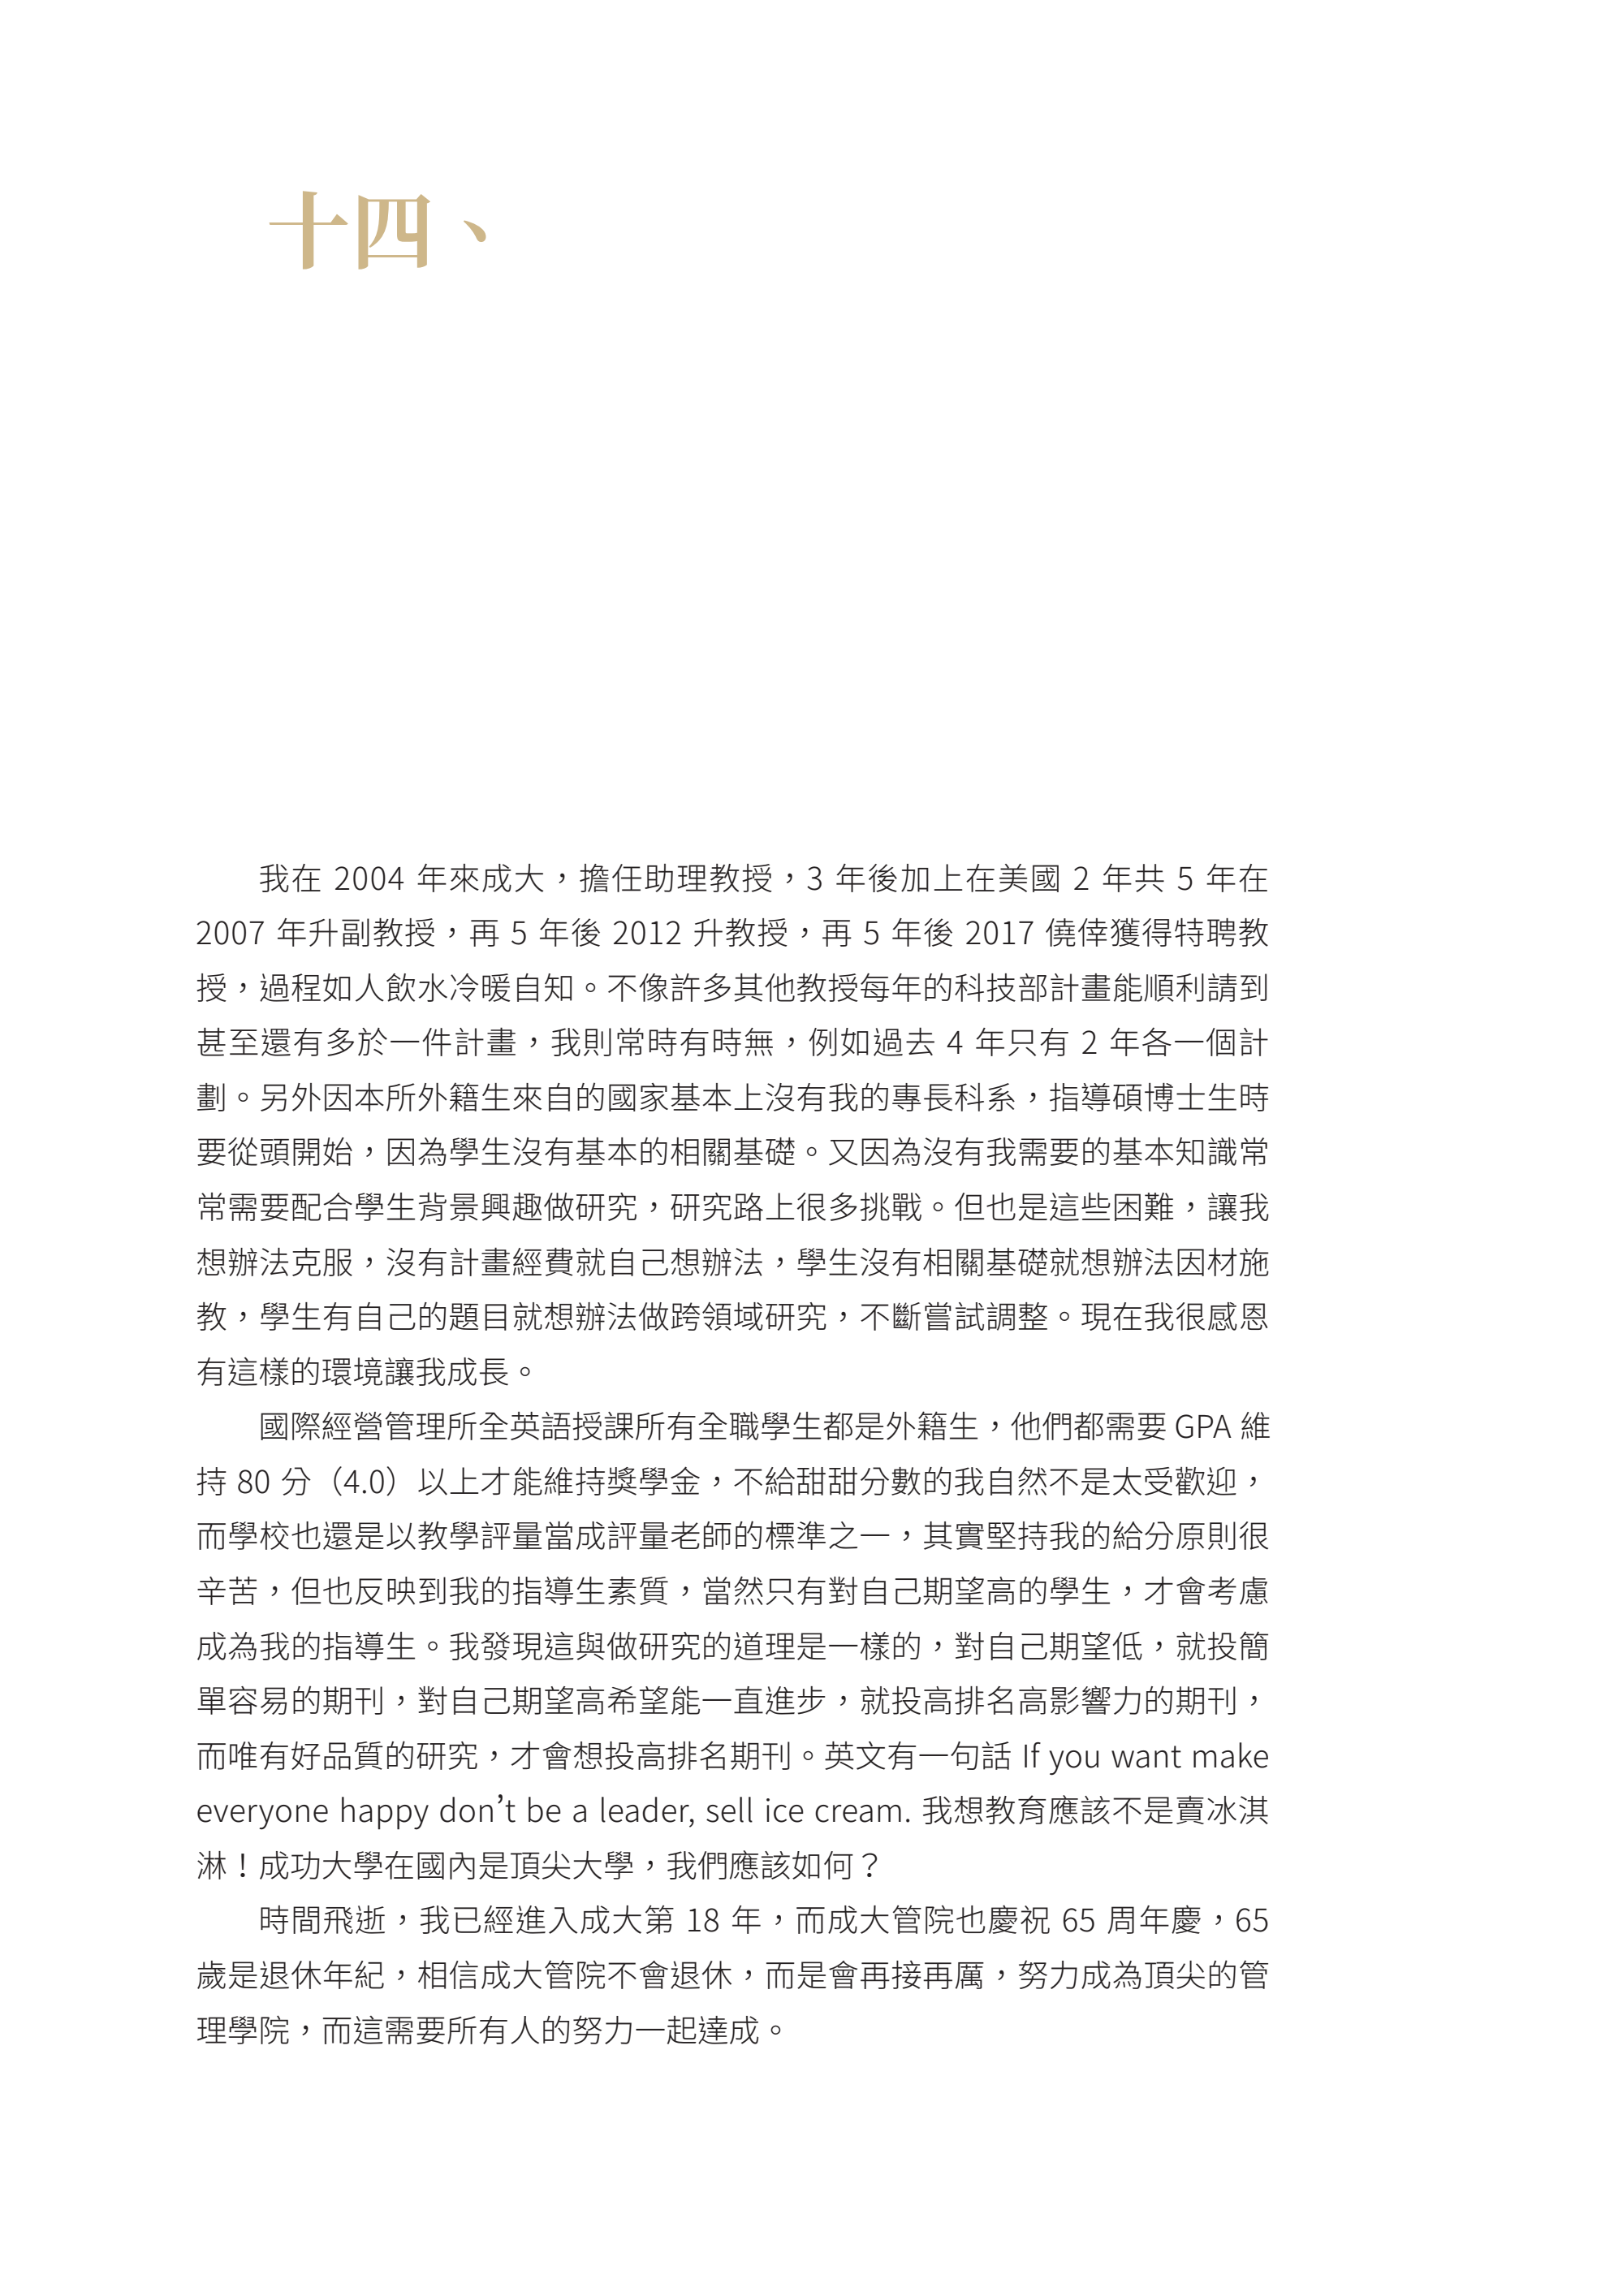 十四、
我在 2004 年來成大，擔任助理教授，3 年後加上在美國 2 年共 5 年在
2007 年升副教授，再 5 年後 2012 升教授，再 5 年後 2017 僥倖獲得特聘教
授，過程如人飲水冷暖自知。不像許多其他教授每年的科技部計畫能順利請到
甚至還有多於一件計畫，我則常時有時無，例如過去 4 年只有 2 年各一個計
劃。另外因本所外籍生來自的國家基本上沒有我的專長科系，指導碩博士生時
要從頭開始，因為學生沒有基本的相關基礎。又因為沒有我需要的基本知識常
常需要配合學生背景興趣做研究，研究路上很多挑戰。但也是這些困難，讓我
想辦法克服，沒有計畫經費就自己想辦法，學生沒有相關基礎就想辦法因材施
教，學生有自己的題目就想辦法做跨領域研究，不斷嘗試調整。現在我很感恩
有這樣的環境讓我成長。
國際經營管理所全英語授課所有全職學生都是外籍生，他們都需要 GPA 維
持 80 分（4.0）以上才能維持獎學金，不給甜甜分數的我自然不是太受歡迎，
而學校也還是以教學評量當成評量老師的標準之一，其實堅持我的給分原則很
辛苦，但也反映到我的指導生素質，當然只有對自己期望高的學生，才會考慮
成為我的指導生。我發現這與做研究的道理是一樣的，對自己期望低，就投簡
單容易的期刊，對自己期望高希望能一直進步，就投高排名高影響力的期刊，
而唯有好品質的研究，才會想投高排名期刊。英文有一句話 If you want make
everyone happy don’t be a leader, sell ice cream. 我想教育應該不是賣冰淇
淋！成功大學在國內是頂尖大學，我們應該如何？
時間飛逝，我已經進入成大第 18 年，而成大管院也慶祝 65 周年慶，65
歲是退休年紀，相信成大管院不會退休，而是會再接再厲，努力成為頂尖的管
理學院，而這需要所有人的努力一起達成。